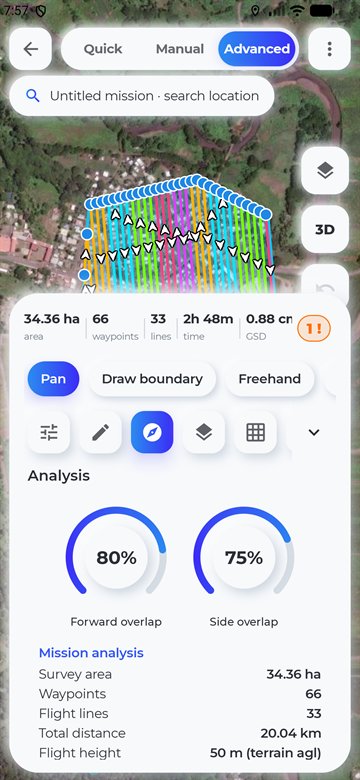 7:57
Quick Manual Advanced
Untitled mission · search location
3D
34.36 ha 66 33 2h 48m 0.88 cm 1 !
area waypoints lines time GSD
Pan Draw boundary Freehand
Analysis
80% 75%
Forward overlap Side overlap
Mission analysis
Survey area 34.36 ha
Waypoints 66
Flight lines 33
Total distance 20.04 km
Flight height 50 m (terrain agl)